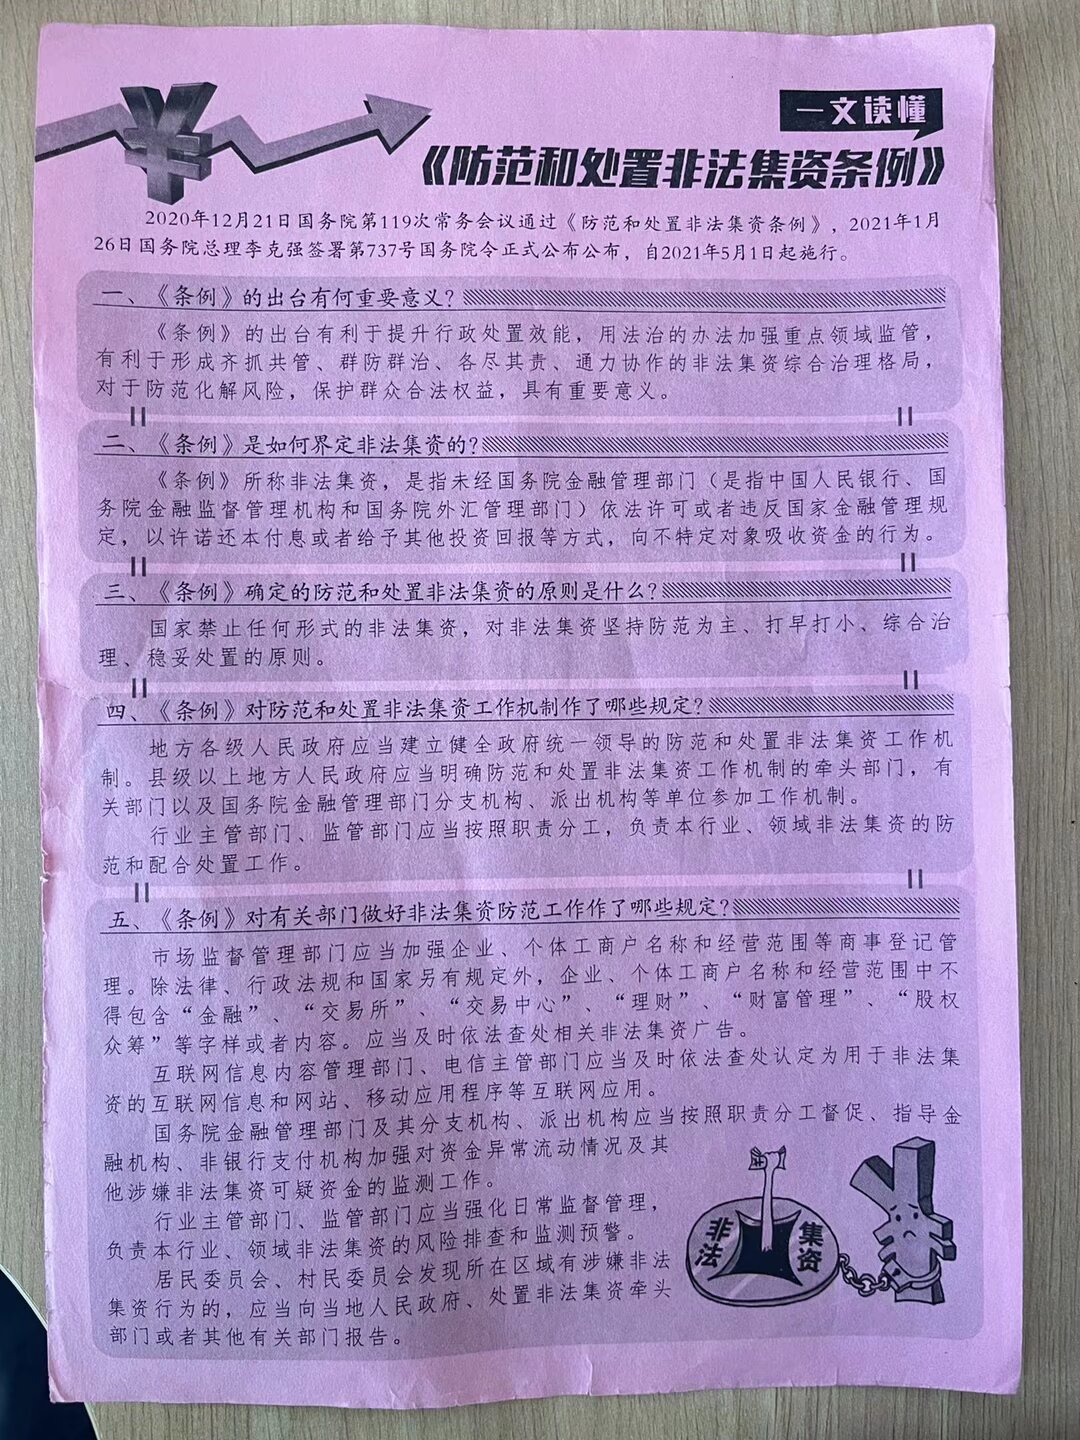 一文读懂
《防范和处置非法集资条例》
2020年12月21日国务院第119次常务会议通过《防范和处置非法集资条例》，2021年1月
26日国务院总理李克强签署第737号国务院令正式公布公布，自2021年5月1日起施行。
一、《条例》的出台有何重要意义?
《条例》的出台有利于提升行政处置效能，用法治的办法加强重点领域监管，
有利于形成齐抓共管、群防群治、各尽其责、通力协作的非法集资综合治理格局，
对于防范化解风险，保护群众合法权益，具有重要意义。
二、《条例》是如何界定非法集资的?
《条例》所称非法集资，是指未经国务院金融管理部门（是指中国人民银行、国
务院金融监督管理机构和国务院外汇管理部门）依法许可或者违反国家金融管理规
定，以许诺还本付息或者给予其他投资回报等方式，向不特定对象吸收资金的行为。
三、《条例》确定的防范和处置非法集资的原则是什么?
国家禁止任何形式的非法集资，对非法集资坚持防范为主、打早打小、综合治
理、稳妥处置的原则。
四、《条例》对防范和处置非法集资工作机制作了哪些规定?
地方各级人民政府应当建立健全政府统一领导的防范和处置非法集资工作机
制。县级以上地方人民政府应当明确防范和处置非法集资工作机制的牵头部门，有
关部门以及国务院金融管理部门分支机构、派出机构等单位参加工作机制。
行业主管部门、监管部门应当按照职责分工，负责本行业、领域非法集资的防
范和配合处置工作。
五、《条例》对有关部门做好非法集资防范工作作了哪些规定?
市场监督管理部门应当加强企业、个体工商户名称和经营范围等商事登记管
理。除法律、行政法规和国家另有规定外，企业、个体工商户名称和经营范围中不
得包含“金融”、“交易所”、“交易中心”、“理财”、“财富管理”、“股权
众筹”等字样或者内容。应当及时依法查处相关非法集资广告。
互联网信息内容管理部门、电信主管部门应当及时依法查处认定为用于非法集
资的互联网信息和网站、移动应用程序等互联网应用。
国务院金融管理部门及其分支机构、派出机构应当按照职责分工督促、指导金
融机构、非银行支付机构加强对资金异常流动情况及其
他涉嫌非法集资可疑资金的监测工作。
行业主管部门、监管部门应当强化日常监督管理，
负责本行业、领域非法集资的风险排查和监测预警。
居民委员会、村民委员会发现所在区域有涉嫌非法
集资行为的，应当向当地人民政府、处置非法集资牵头
部门或者其他有关部门报告。
非法
集资